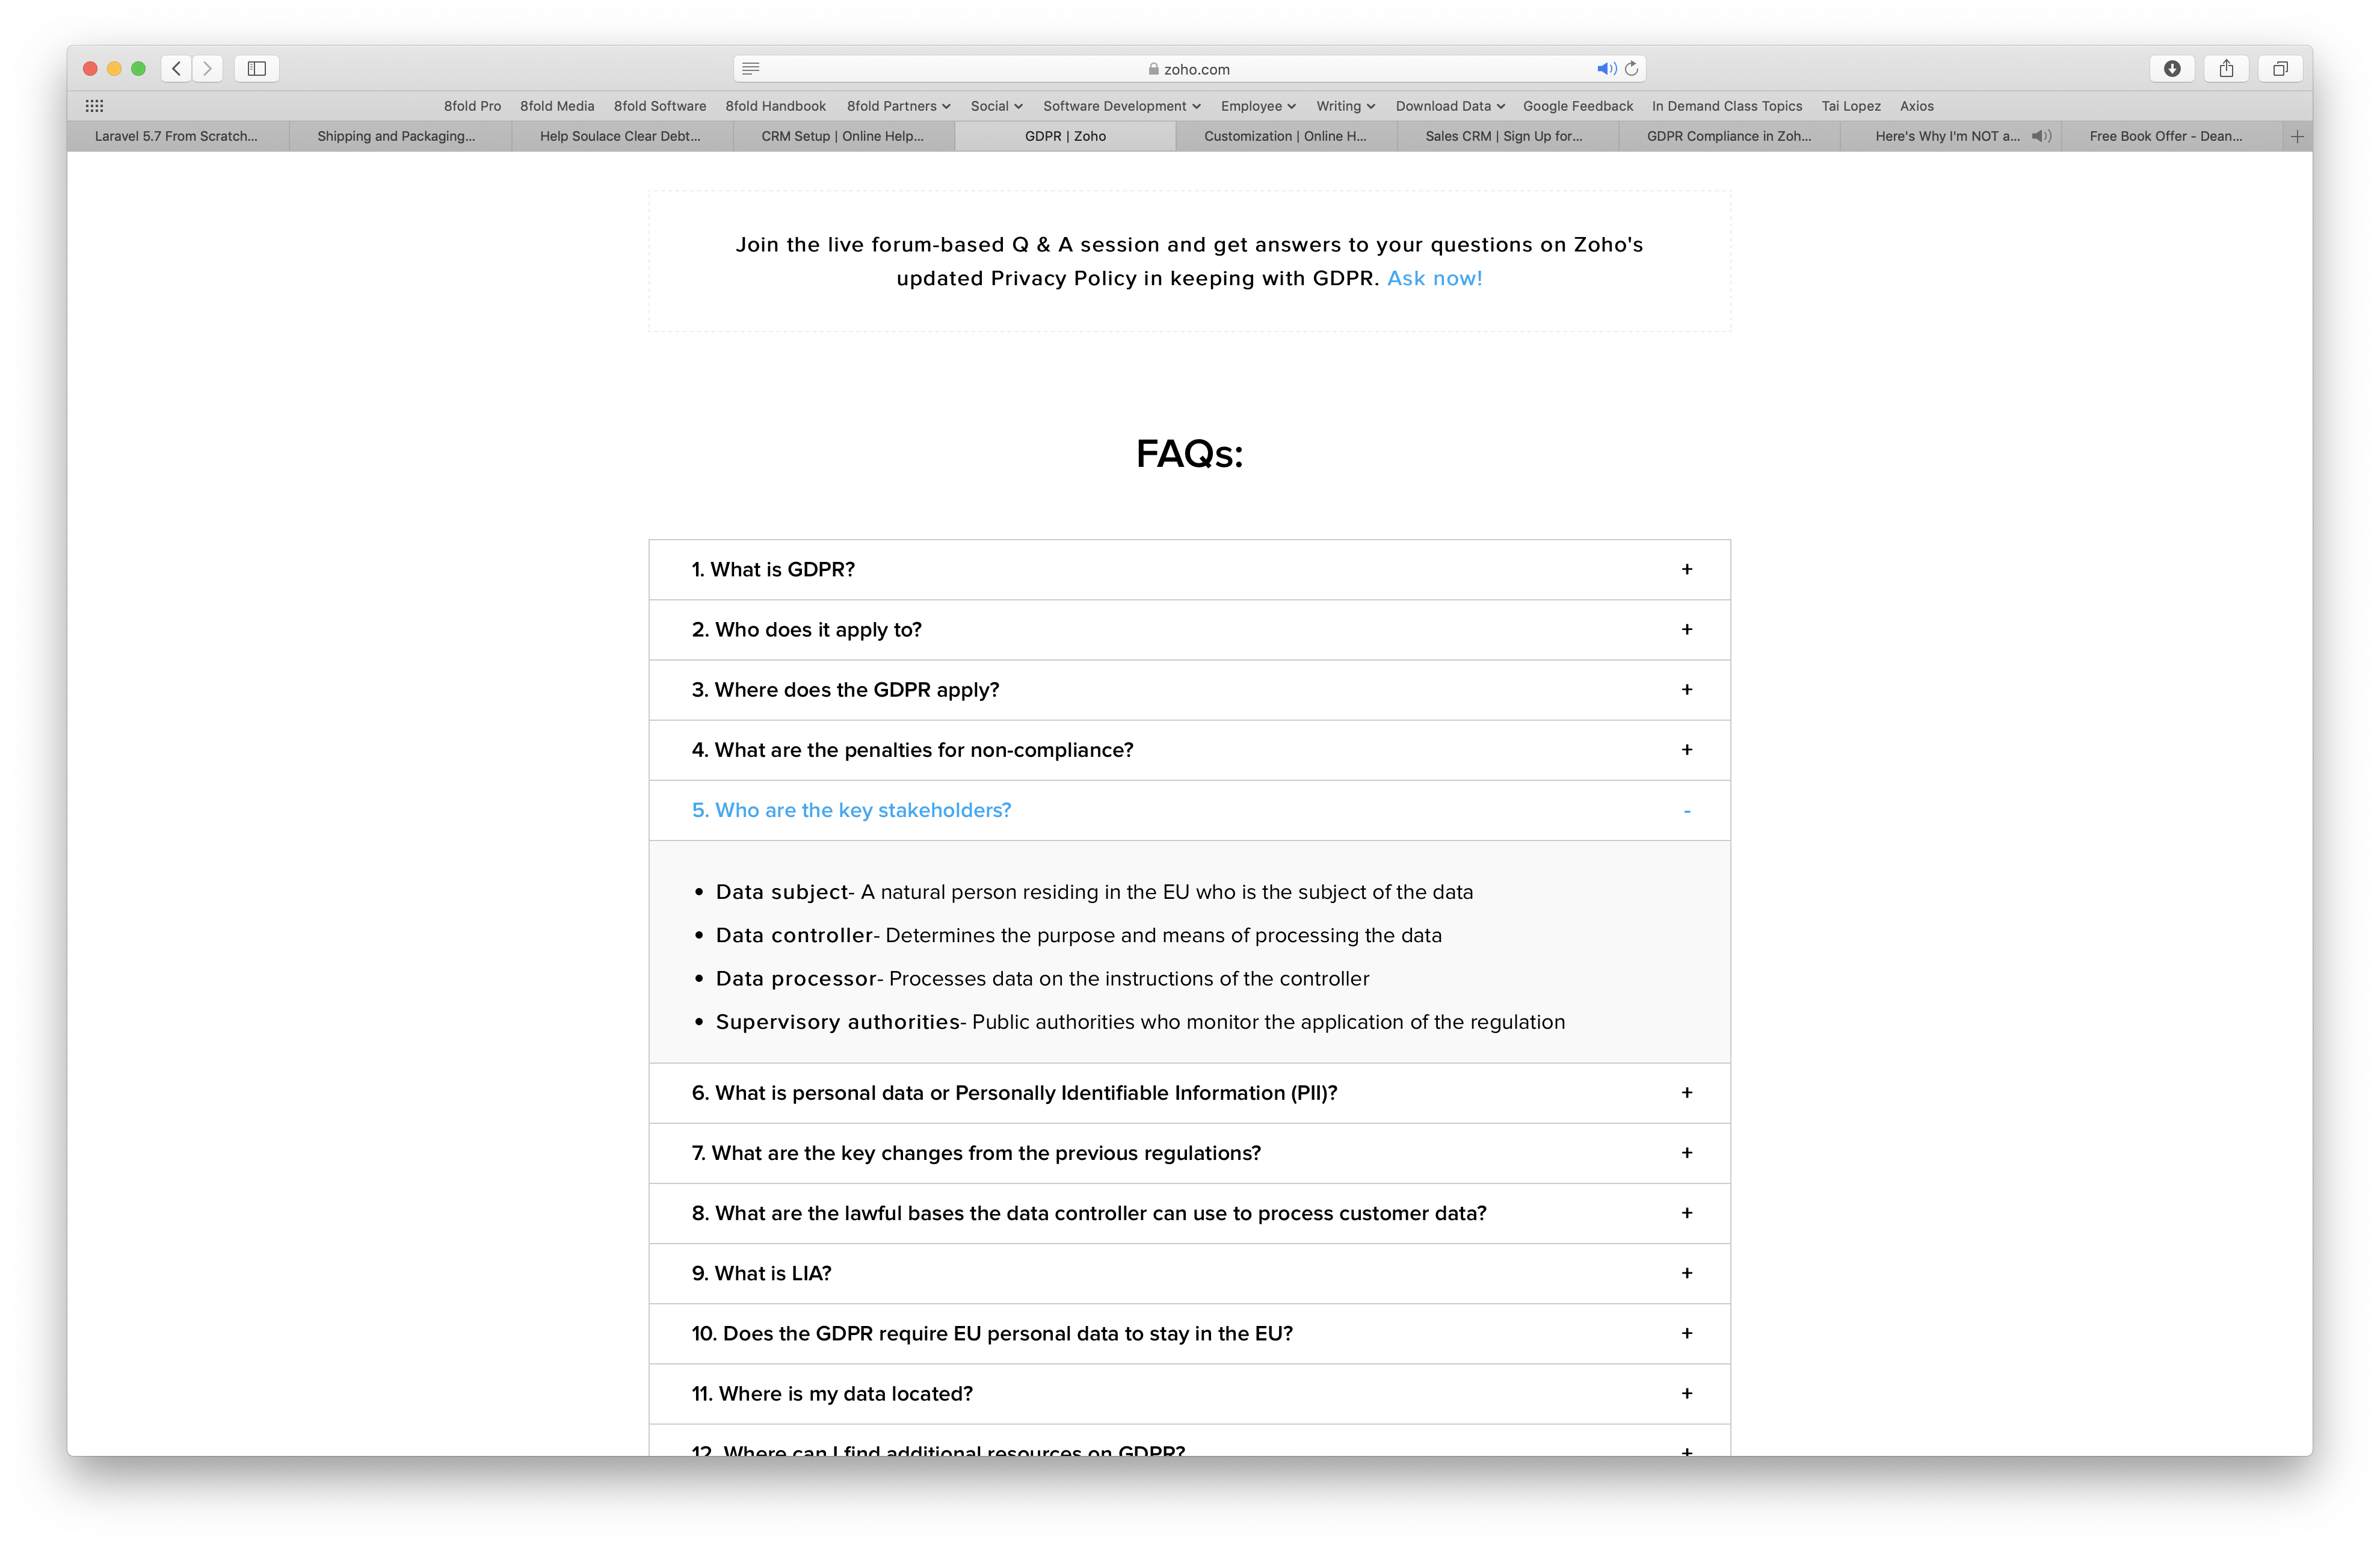 zoho.com
8fold Pro 8fold Media 8fold Software 8fold Handbook 8fold Partners Social Software Development Employee Writing Download Data Google Feedback In Demand Class Topics Tai Lopez Axios
Laravel 5.7 From Scratch... Shipping and Packaging... Help Soulace Clear Debt... CRM Setup | Online Help... GDPR | Zoho Customization | Online H... Sales CRM | Sign Up for... GDPR Compliance in Zoh... Here's Why I'm NOT a... Free Book Offer - Dean...
Join the live forum-based Q & A session and get answers to your questions on Zoho's
updated Privacy Policy in keeping with GDPR. Ask now!
FAQs:
1. What is GDPR? +
2. Who does it apply to? +
3. Where does the GDPR apply? +
4. What are the penalties for non-compliance? +
5. Who are the key stakeholders? -
• Data subject- A natural person residing in the EU who is the subject of the data
• Data controller- Determines the purpose and means of processing the data
• Data processor- Processes data on the instructions of the controller
• Supervisory authorities- Public authorities who monitor the application of the regulation
6. What is personal data or Personally Identifiable Information (PII)? +
7. What are the key changes from the previous regulations? +
8. What are the lawful bases the data controller can use to process customer data? +
9. What is LIA? +
10. Does the GDPR require EU personal data to stay in the EU? +
11. Where is my data located? +
12. Where can I find additional resources on GDPR? +